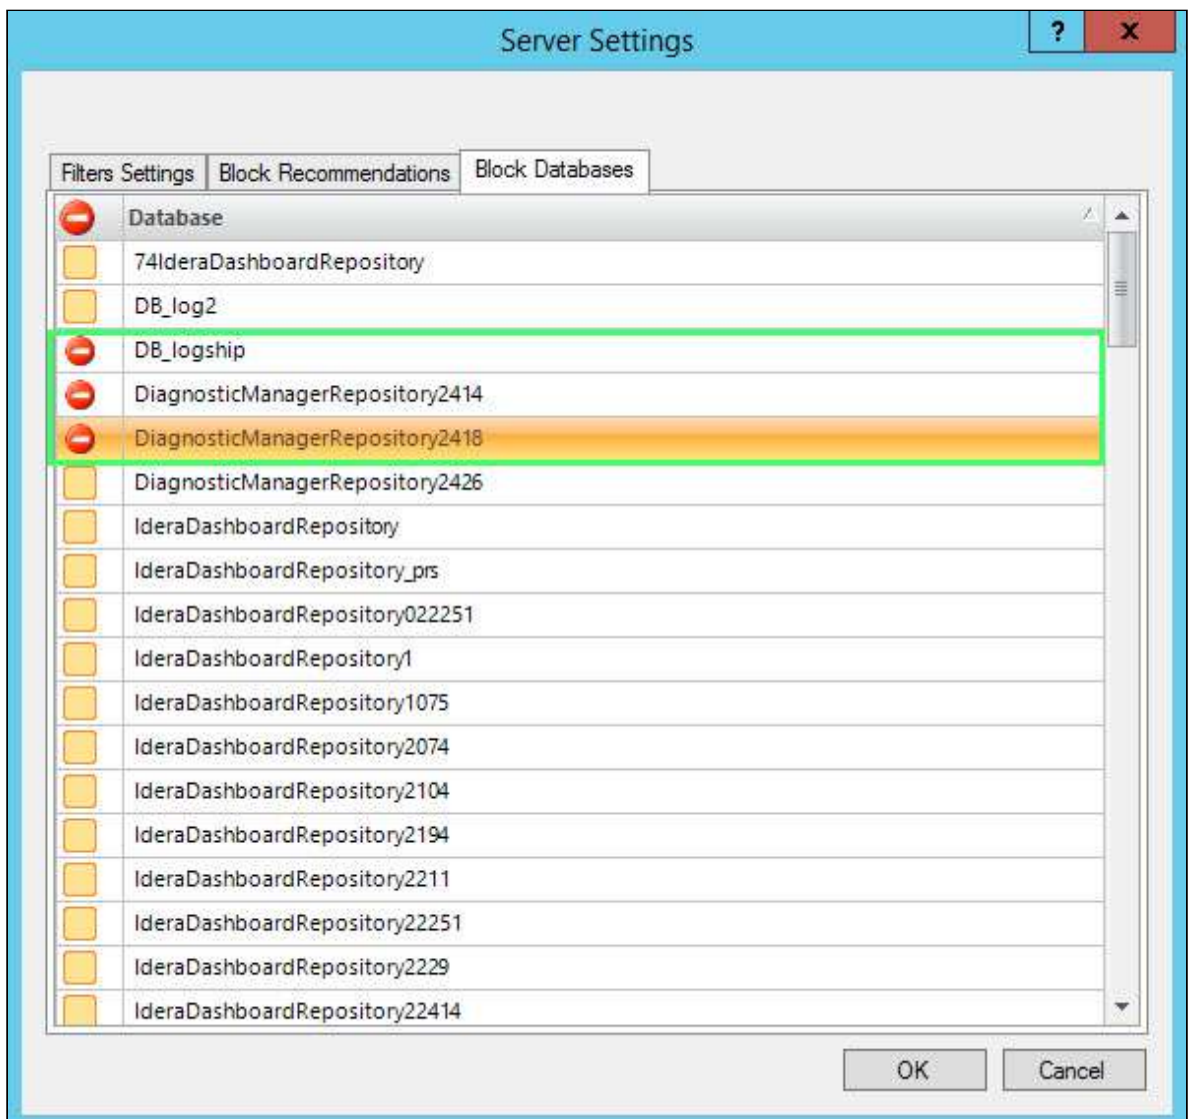 Server Settings
?
x
Filters Settings
Block Recommendations
Block Databases
Database
74IderaDashboardRepository
DB_log2
DB_logship
DiagnosticManagerRepository2414
DiagnosticManagerRepository2418
DiagnosticManagerRepository2426
IderaDashboardRepository
IderaDashboardRepository_prs
IderaDashboardRepository022251
IderaDashboardRepository1
IderaDashboardRepository1075
IderaDashboardRepository2074
IderaDashboardRepository2104
IderaDashboardRepository2194
IderaDashboardRepository2211
IderaDashboardRepository22251
IderaDashboardRepository2229
IderaDashboardRepository22414
OK
Cancel